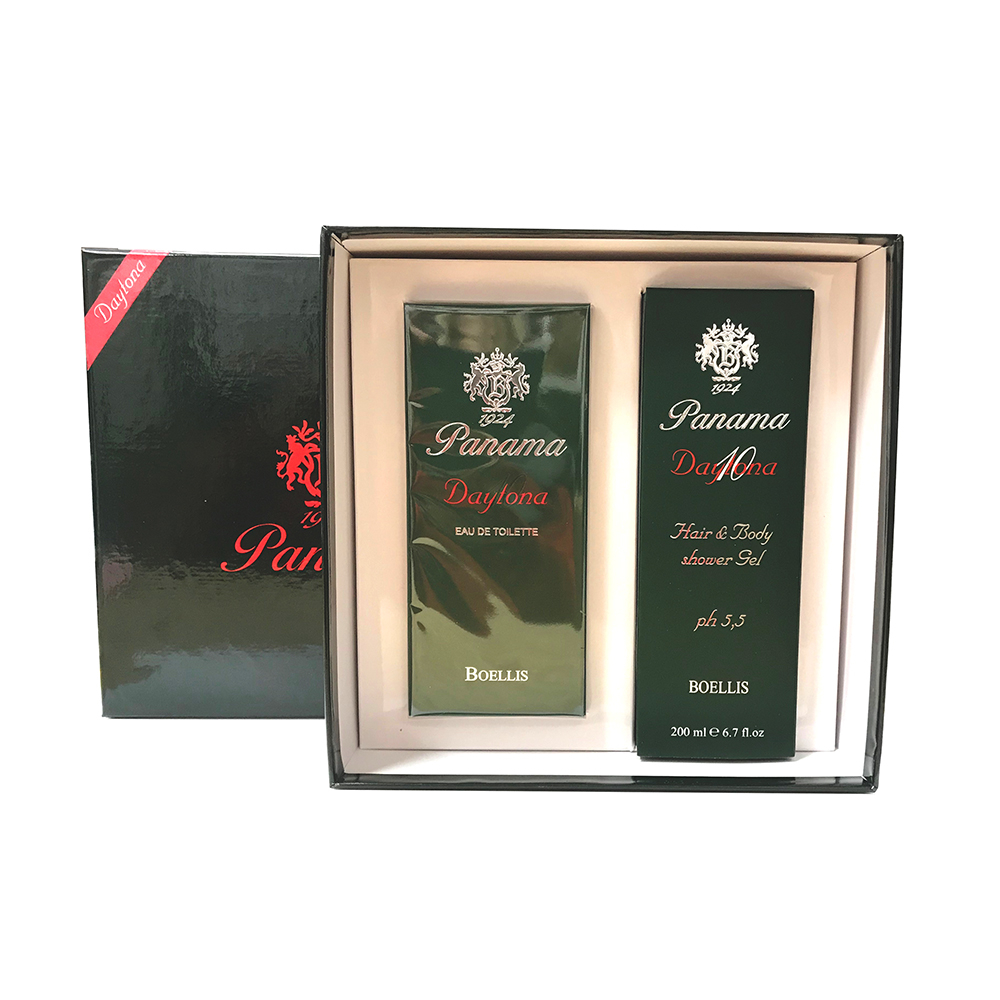 Daytona
19
Pan
B
1924
Panama
Daytona
EAU DE TOILETTE
BOELLIS
B
1924
Panama
Daytona
10
Hair & Body
shower Gel
ph 5,5
BOELLIS
200 ml e 6.7 fl.oz